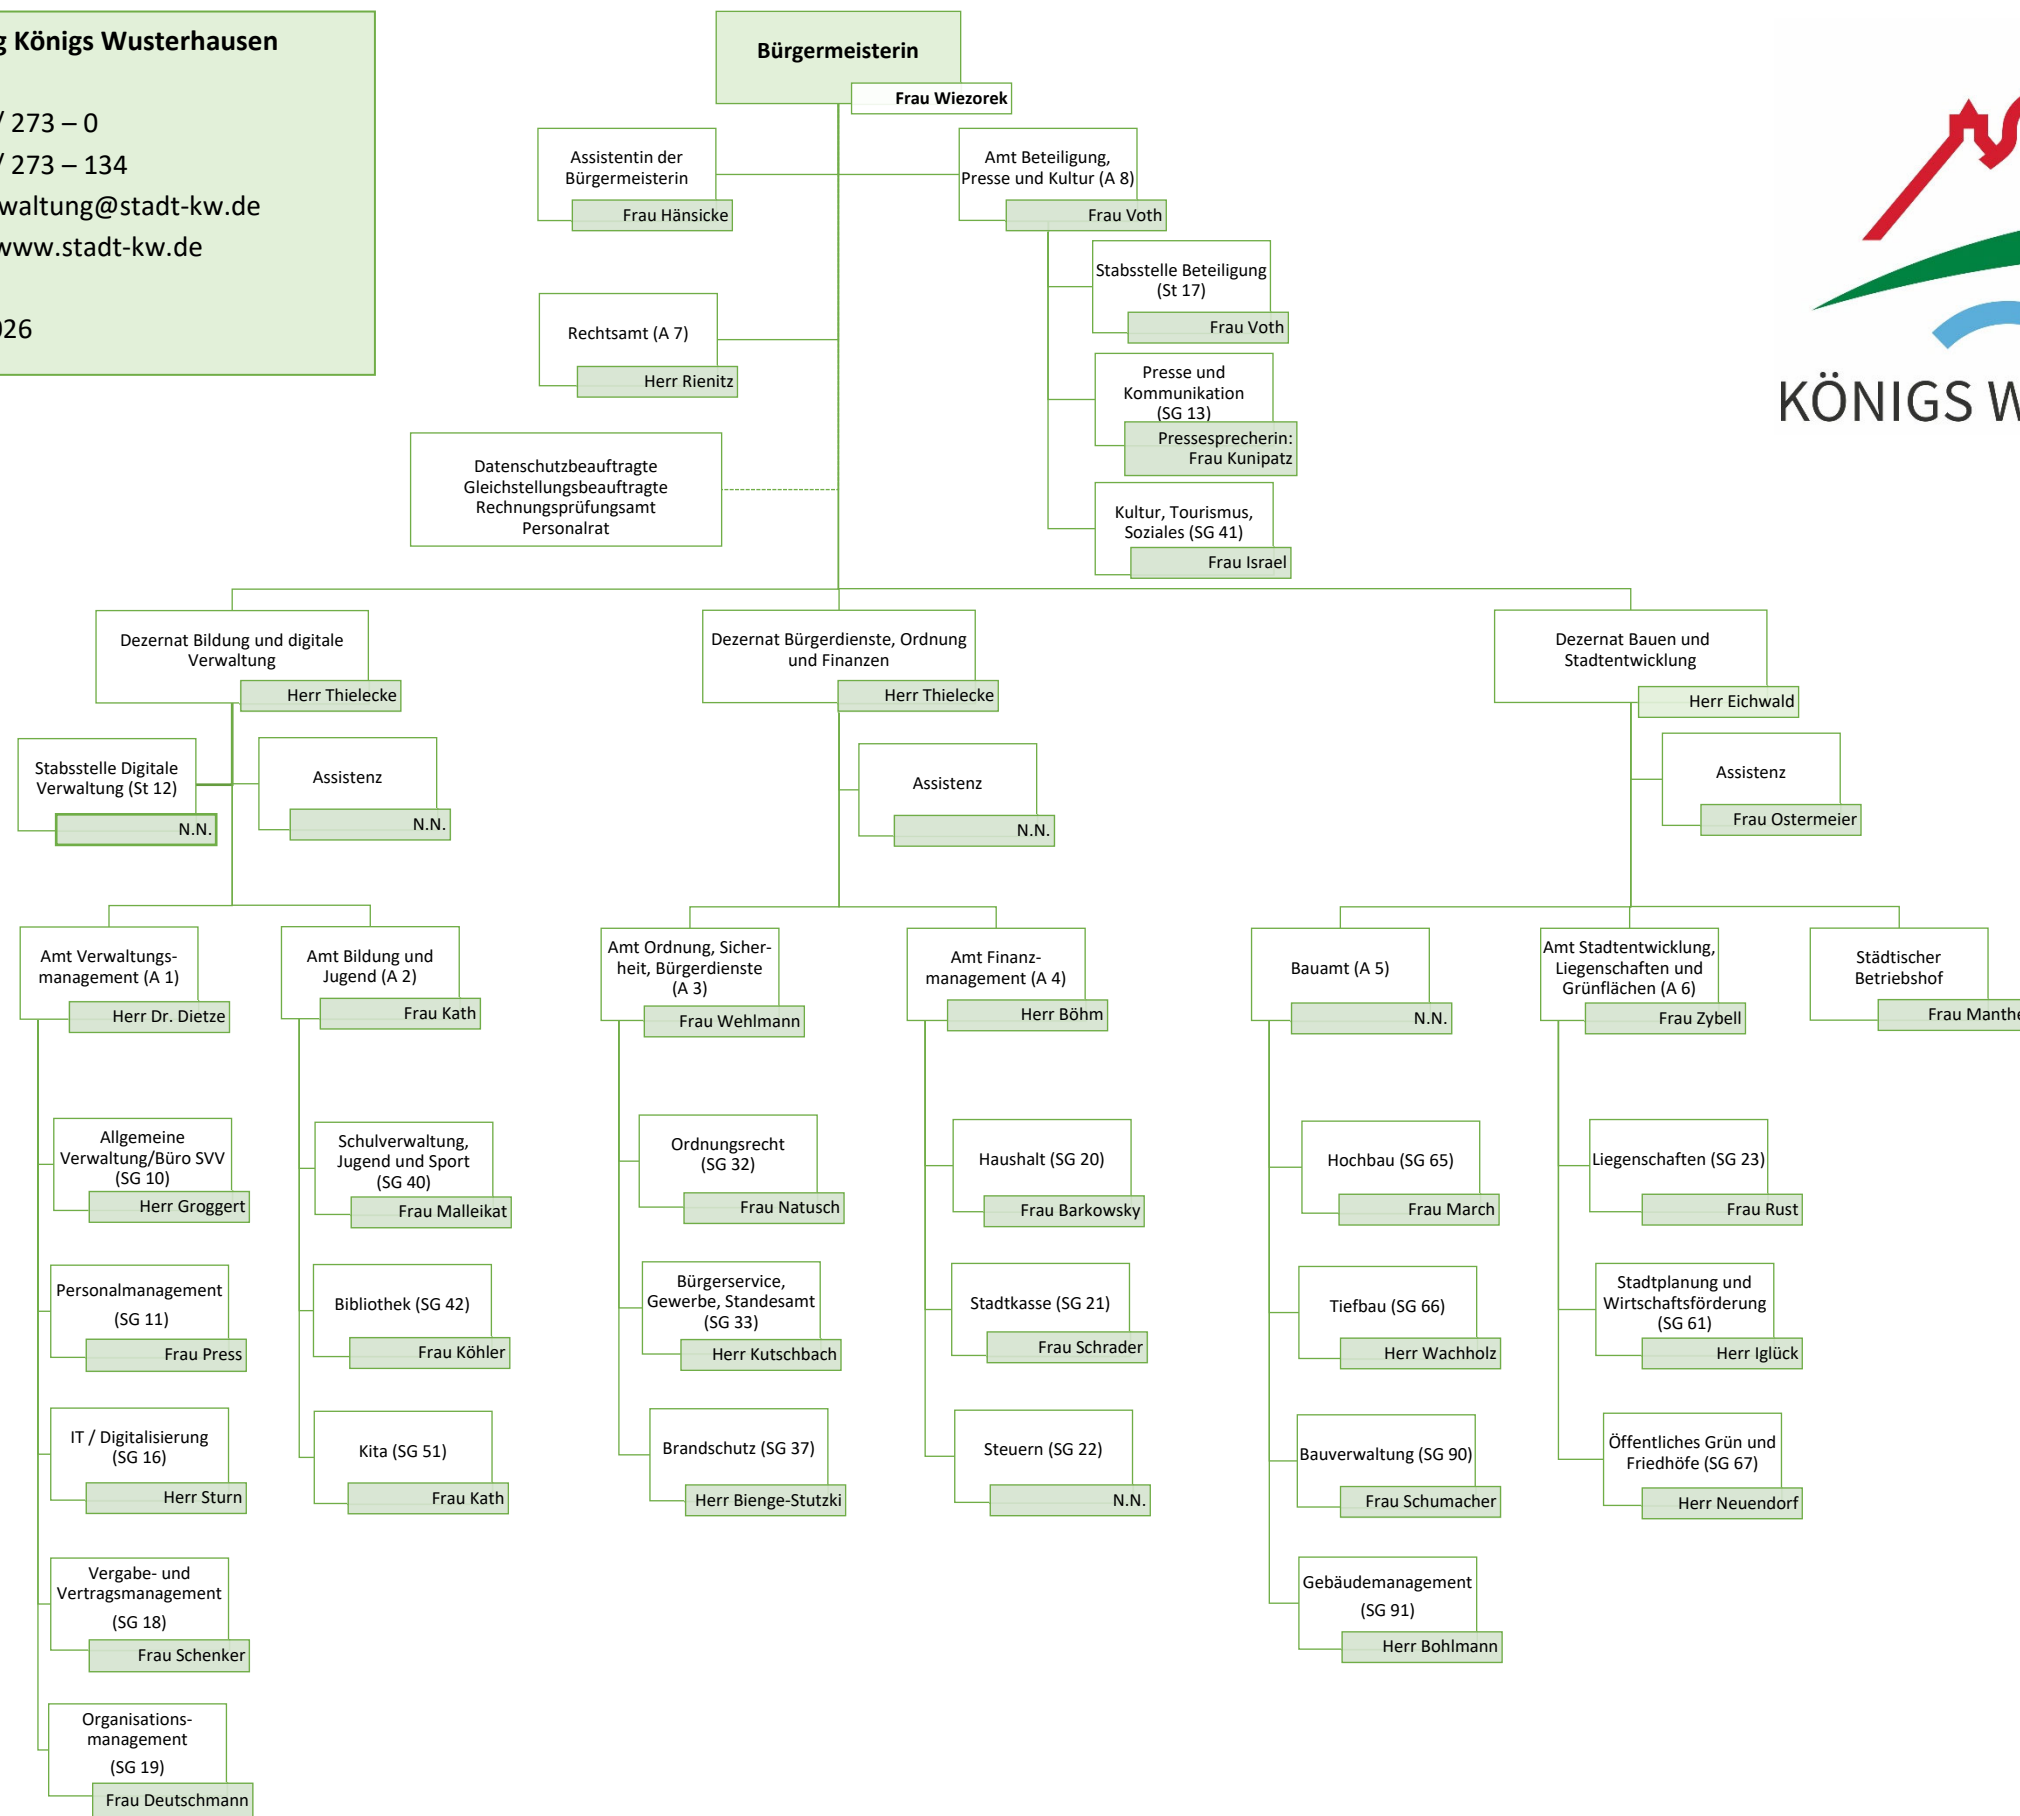 Königs Wusterhausen
/ 273 – 0
/ 273 – 134
waltung@stadt-kw.de
www.stadt-kw.de
Bürgermeisterin
Frau Wiezorek
Assistentin der
Bürgermeisterin
Frau Hänsicke
Amt Beteiligung,
Presse und Kultur (A 8)
Frau Voth
Stabsstelle Beteiligung
(St 17)
Frau Voth
Rechtsamt (A 7)
Herr Rienitz
Presse und
Kommunikation
(SG 13)
Pressesprecherin:
Frau Kunipatz
KÖNIGS
Datenschutzbeauftragte
Gleichstellungsbeauftragte
Rechnungsprüfungsamt
Personalrat
Kultur, Tourismus,
Soziales (SG 41)
Frau Israel
Dezernat Bildung und digitale
Verwaltung
Herr Thielecke
Dezernat Bürgerdienste, Ordnung
und Finanzen
Herr Thielecke
Dezernat Bauen und
Stadtentwicklung
Herr Eichwald
Stabsstelle Digitale
Verwaltung (St 12)
N.N.
Assistenz
N.N.
Assistenz
N.N.
Assistenz
Frau Ostermeier
Amt Verwaltungs-
management (A 1)
Herr Dr. Dietze
Amt Bildung und
Jugend (A 2)
Frau Kath
Amt Ordnung, Sicher-
heit, Bürgerdienste
(A 3)
Frau Wehlmann
Amt Finanz-
management (A 4)
Herr Böhm
Bauamt (A 5)
N.N.
Amt Stadtentwicklung,
Liegenschaften und
Grünflächen (A 6)
Frau Zybell
Städtischer
Betriebshof
Frau
Allgemeine
Verwaltung/Büro SVV
(SG 10)
Herr Groggert
Schulverwaltung,
Jugend und Sport
(SG 40)
Frau Malleikat
Ordnungsrecht
(SG 32)
Frau Natusch
Haushalt (SG 20)
Frau Barkowsky
Hochbau (SG 65)
Frau March
Liegenschaften (SG 23)
Frau Rust
Personalmanagement
(SG 11)
Frau Press
Bibliothek (SG 42)
Frau Köhler
Bürgerservice,
Gewerbe, Standesamt
(SG 33)
Herr Kutschbach
Stadtkasse (SG 21)
Frau Schrader
Tiefbau (SG 66)
Herr Wachholz
Stadtplanung und
Wirtschaftsförderung
(SG 61)
Herr Iglück
IT / Digitalisierung
(SG 16)
Herr Sturn
Kita (SG 51)
Frau Kath
Brandschutz (SG 37)
Herr Bienge-Stutzki
Steuern (SG 22)
N.N.
Bauverwaltung (SG 90)
Frau Schumacher
Öffentliches Grün und
Friedhöfe (SG 67)
Herr Neuendorf
Vergabe- und
Vertragsmanagement
(SG 18)
Frau Schenker
Gebäudemanagement
(SG 91)
Herr Bohlmann
Organisations-
management
(SG 19)
Frau Deutschmann